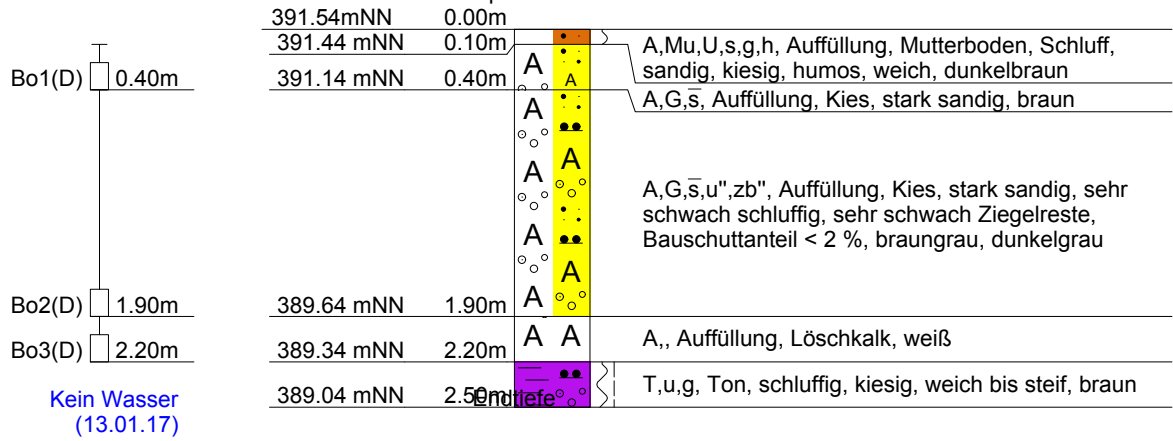 391.54mNN 0.00m
391.44 mNN 0.10m
A,Mu,U,s,g,h, Auffüllung, Mutterboden, Schluff,
sandig, kiesig, humos, weich, dunkelbraun
Bo1(D) 0.40m
391.14 mNN 0.40m
A A
A,G,s̅, Auffüllung, Kies, stark sandig, braun
A
A A
A,G,s̅,u",zb", Auffüllung, Kies, stark sandig, sehr
schwach schluffig, sehr schwach Ziegelreste,
Bauschuttanteil < 2 %, braungrau, dunkelgrau
A
A
Bo2(D) 1.90m
389.64 mNN 1.90m
A
A A
A,, Auffüllung, Löschkalk, weiß
Bo3(D) 2.20m
389.34 mNN 2.20m
T,u,g, Ton, schluffig, kiesig, weich bis steif, braun
389.04 mNN 2.50m
Endtiefe
Kein Wasser
(13.01.17)